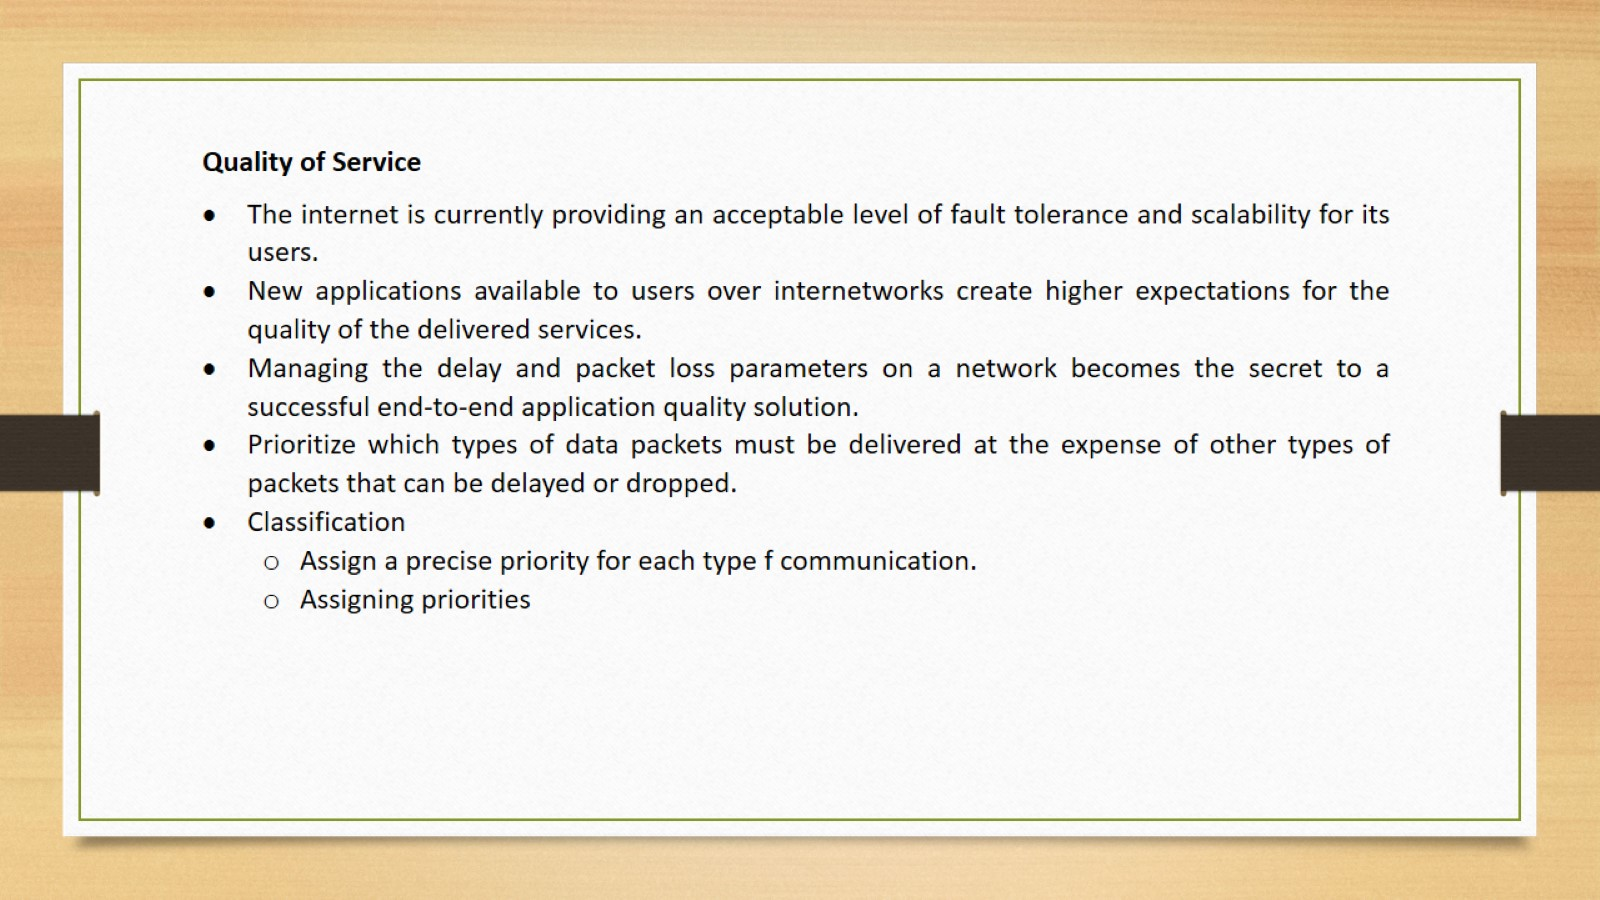 Quality of Service
● The internet is currently providing an acceptable level of fault tolerance and scalability for its
users.
● New applications available to users over internetworks create higher expectations for the
quality of the delivered services.
● Managing the delay and packet loss parameters on a network becomes the secret to a
successful end-to-end application quality solution.
● Prioritize which types of data packets must be delivered at the expense of other types of
packets that can be delayed or dropped.
● Classification
○ Assign a precise priority for each type f communication.
○ Assigning priorities